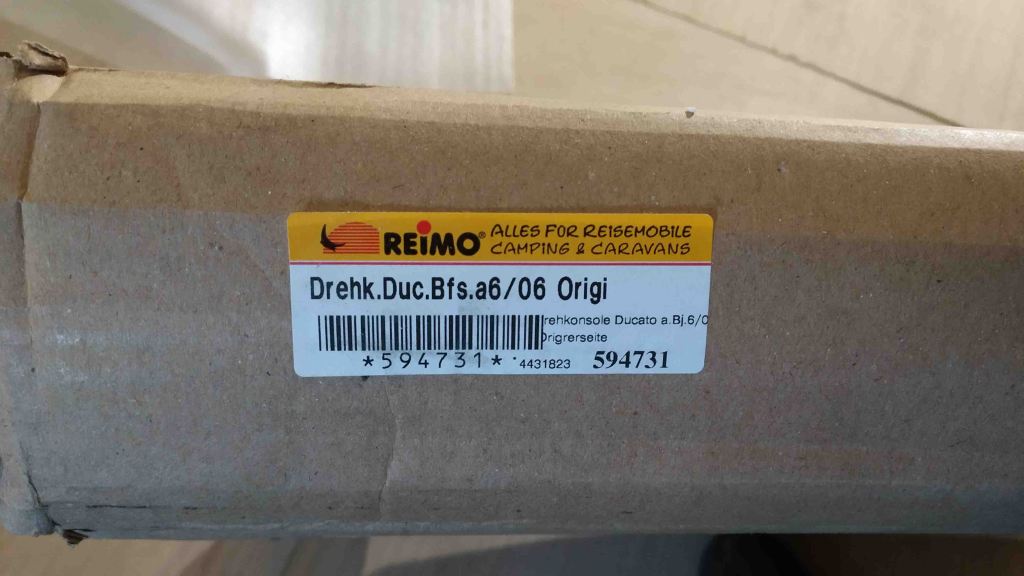 REIMO®
ALLES FÜR REISEMOBILE
CAMPING & CARAVANS
Drehk.Duc.Bfs.a6/06 Origi
rehkonsole Ducato a.Bj.6/0
rigrerseite
*594731*
4431823
594731